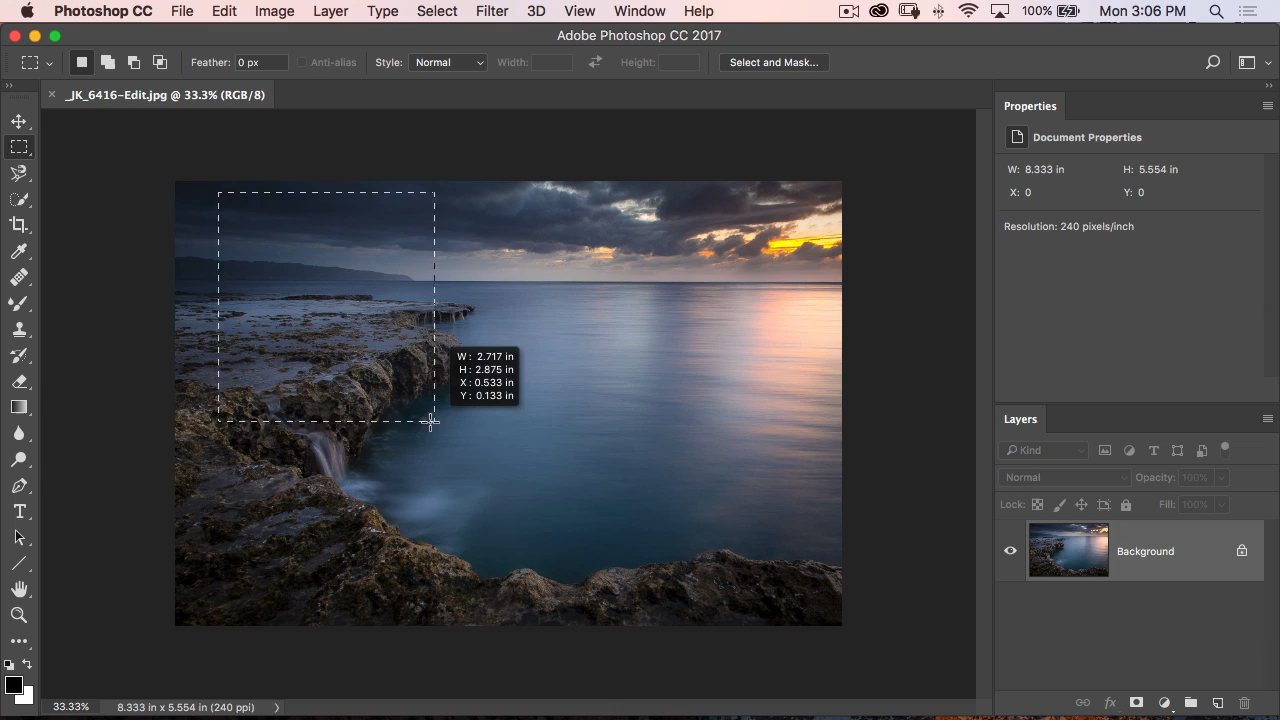 Photoshop CC File Edit Image Layer Type Select Filter 3D View Window Help 100% Mon 3:06 PM
Adobe Photoshop CC 2017
Feather: 0 px Anti-alias Style: Normal Width: Height: Select and Mask...
_JK_6416-Edit.jpg @ 33.3% (RGB/8)
Properties
Document Properties
W: 8.333 in H: 5.554 in
X: 0 Y: 0
Resolution: 240 pixels/inch
W: 2.717 in
H: 2.875 in
X: 0.533 in
Y: 0.133 in
Layers
Kind
Normal Opacity: 100%
Lock: Fill: 100%
Background
33.33% 8.333 in x 5.554 in (240 ppi)